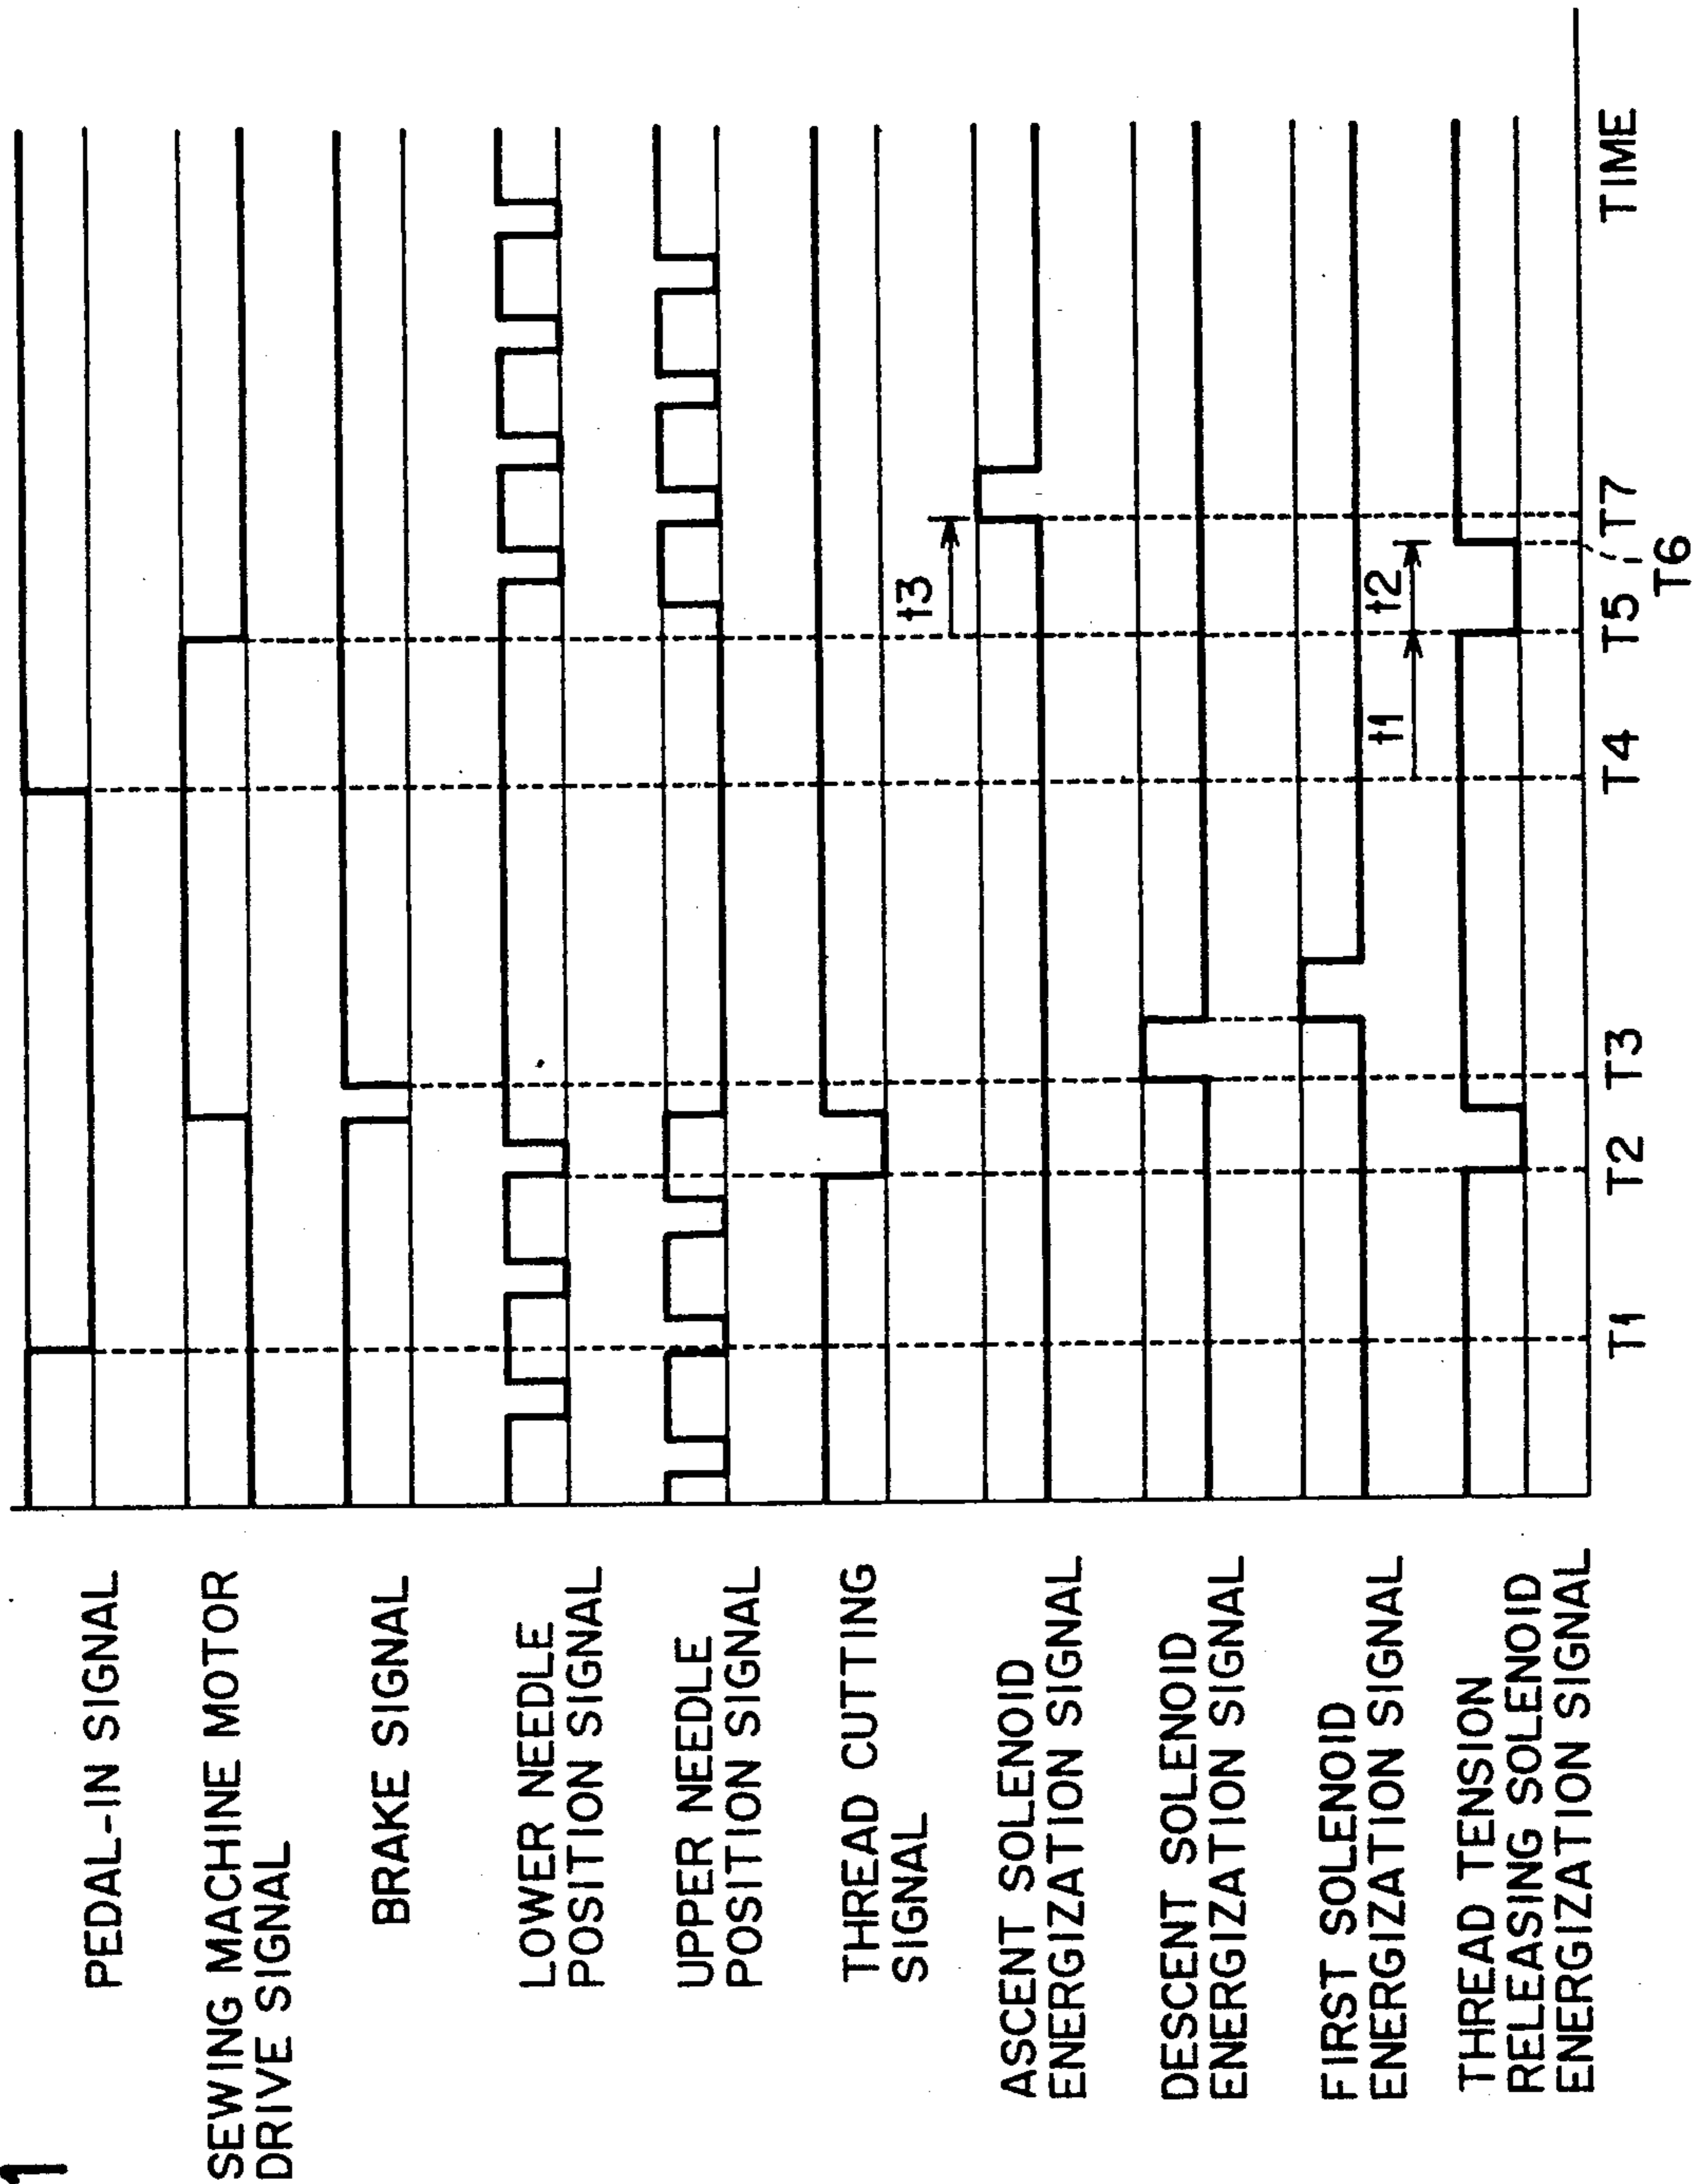 1
PEDAL-IN SIGNAL
SEWING MACHINE MOTOR
DRIVE SIGNAL
BRAKE SIGNAL
LOWER NEEDLE
POSITION SIGNAL
UPPER NEEDLE
POSITION SIGNAL
THREAD CUTTING
SIGNAL
t3
ASCENT SOLENOID
ENERGIZATION SIGNAL
DESCENT SOLENOID
ENERGIZATION SIGNAL
FIRST SOLENOID
ENERGIZATION SIGNAL
t1 t2
THREAD TENSION
RELEASING SOLENOID
ENERGIZATION SIGNAL
T1 T2 T3 T4 T5 T7 TIME
T6